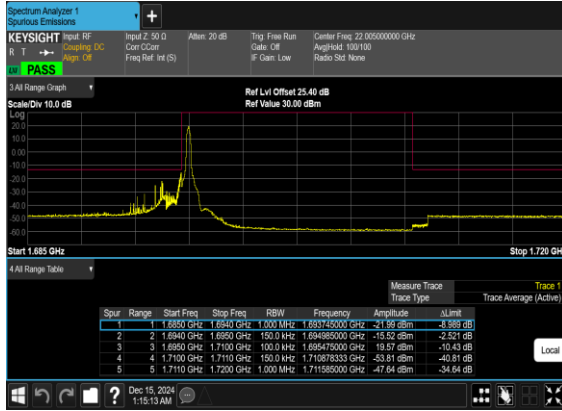 Spectrum Analyzer 1
Spurious Emissions
+
KEYSIGHT Input: RF Input Z: 50 Ω Atten: 20 dB Trig: Free Run Center Freq: 22.005000000 GHz
R T Coupling: DC Corr CCorr Gate: Off Avg|Hold: 100/100
Align: Off Freq Ref: Int (S) IF Gain: Low Radio Std: None
PASS
3 All Range Graph
Ref Lvl Offset 25.40 dB
Scale/Div 10.0 dB Ref Value 30.00 dBm
Log
20.0
10.0
0.00
-10.0
-20.0
-30.0
-40.0
-50.0
-60.0
Start 1.685 GHz Stop 1.720 GH
4 All Range Table
Measure Trace Trace 1
Trace Type Trace Average (Active)
Spur Range Start Freq Stop Freq RBW Frequency Amplitude ΔLimit
1 1 1.6850 GHz 1.6940 GHz 1.000 MHz 1.693745000 GHz -21.99 dBm -8.989 dB
2 2 1.6940 GHz 1.6950 GHz 150.0 kHz 1.694985000 GHz -15.52 dBm -2.521 dB
3 3 1.6950 GHz 1.7100 GHz 100.0 kHz 1.695475000 GHz 19.57 dBm -10.43 dB
4 4 1.7100 GHz 1.7110 GHz 150.0 kHz 1.710878333 GHz -53.81 dBm -40.81 dB
5 5 1.7110 GHz 1.7200 GHz 1.000 MHz 1.711585000 GHz -47.64 dBm -34.64 dB
Local
? Dec 15, 2024
1:15:13 AM